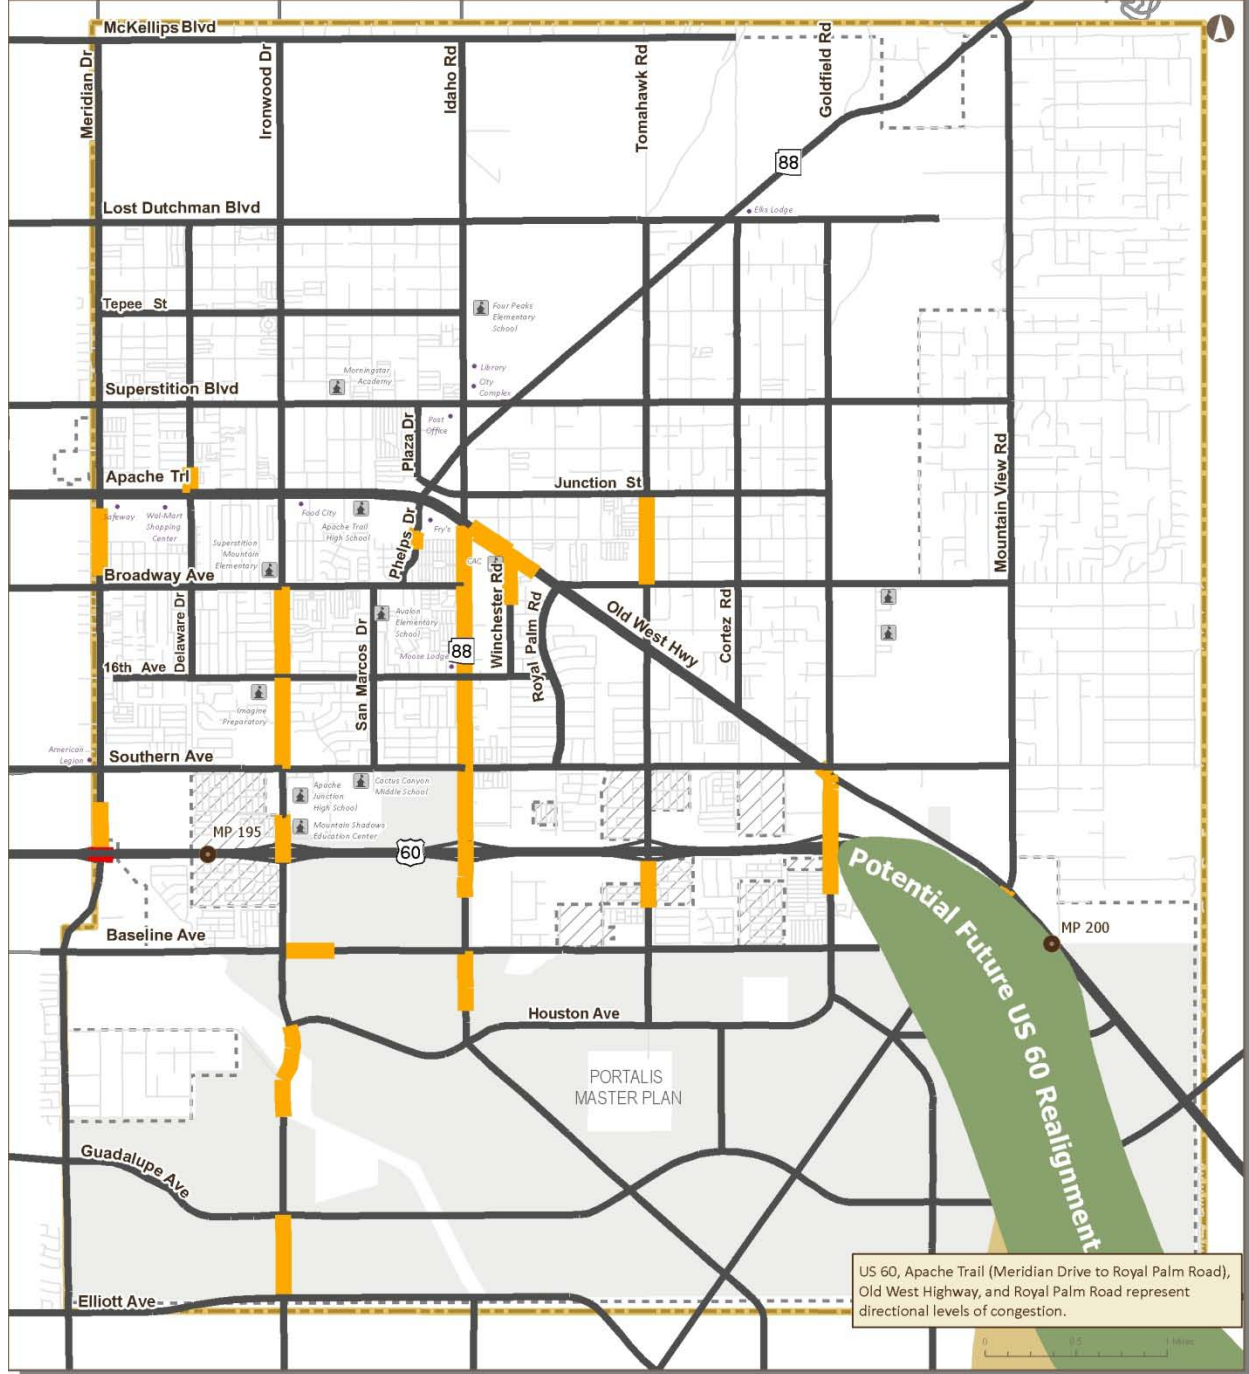 McKellips Blvd
Meridian Dr
Ironwood Dr
Idaho Rd
Tomahawk Rd
Goldfield Rd
88
Lost Dutchman Blvd
Elks Lodge
Tepee St
Four Peaks
Elementary
School
Morningstar
Academy
Library
City
Complex
Superstition Blvd
Plaza Dr
Post
Office
Mountain View Rd
Apache Trl
Junction St
Safeway
Wal-Mart
Shopping
Center
Food City
Apache Trail
High School
Phelps Dr
Fry's
Superstition
Mountain
Elementary
CAC
Broadway Ave
Winchester Rd
Delaware Dr
San Marcos Dr
Avalon
Elementary
School
Royal Palm Rd
Old West Hwy
Cortez Rd
Moose Lodge
88
16th Ave
Imagine
Preparatory
American
Legion
Southern Ave
Apache
Junction
High School
Cactus Canyon
Middle School
Mountain Shadows
Education Center
MP 195
60
Potential Future US 60 Realignment
Baseline Ave
MP 200
Houston Ave
PORTALIS
MASTER PLAN
Guadalupe Ave
Elliott Ave
US 60, Apache Trail (Meridian Drive to Royal Palm Road),
Old West Highway, and Royal Palm Road represent
directional levels of congestion.
0 0.5 1 Miles